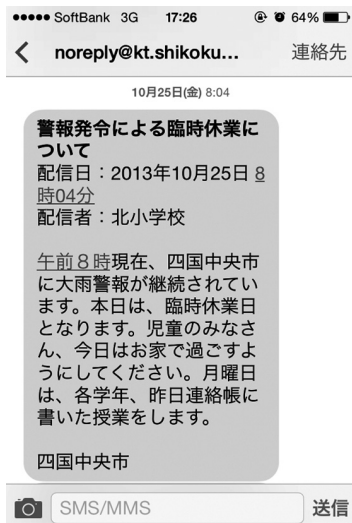 SoftBank 3G 17:26 64%
noreply@kt.shikoku... 連絡先
10月25日(金) 8:04
警報発令による臨時休業に
ついて
配信日：2013年10月25日 8
時04分
配信者：北小学校
午前８時現在、四国中央市
に大雨警報が継続されてい
ます。本日は、臨時休業日
となります。児童のみなさ
ん、今日はお家で過ごすよ
うにしてください。月曜日
は、各学年、昨日連絡帳に
書いた授業をします。
四国中央市
SMS/MMS 送信